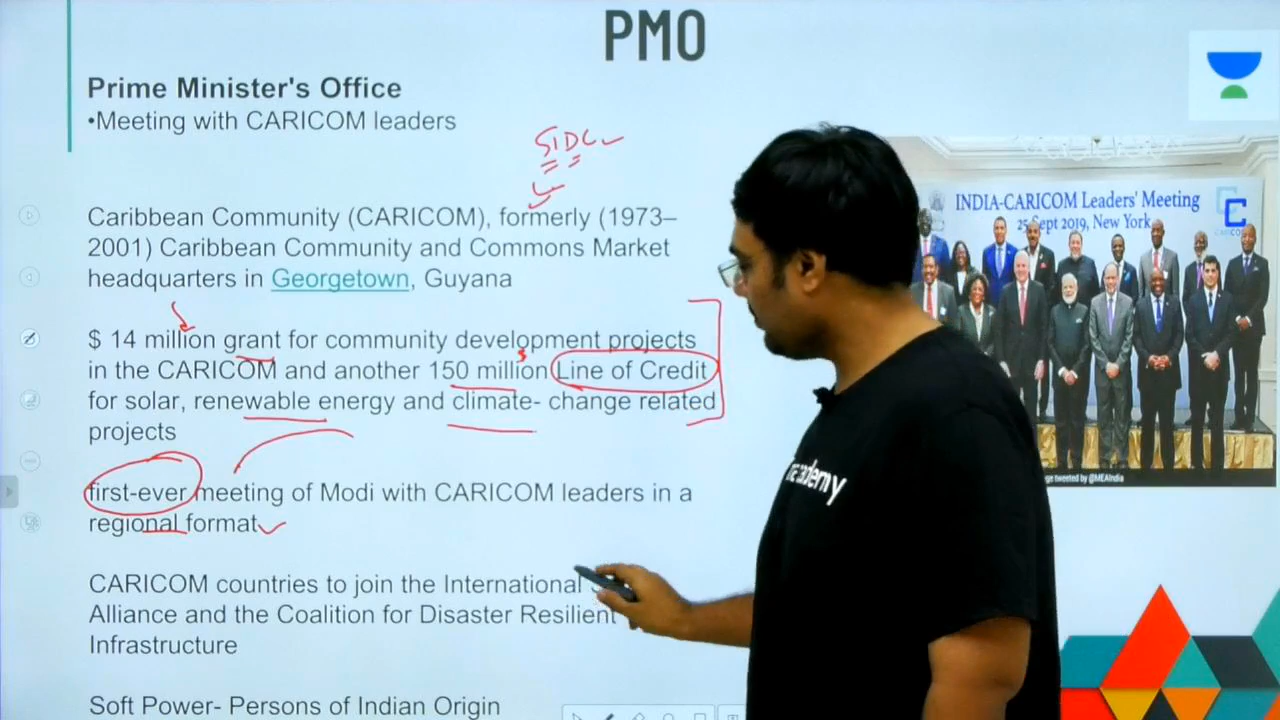 PMO
Prime Minister's Office
•Meeting with CARICOM leaders
SIDC
Caribbean Community (CARICOM), formerly (1973–
2001) Caribbean Community and Commons Market
headquarters in Georgetown, Guyana
$ 14 million grant for community development projects
in the CARICOM and another 150 million Line of Credit
for solar, renewable energy and climate- change related
projects
first-ever meeting of Modi with CARICOM leaders in a
regional format
CARICOM countries to join the International
Alliance and the Coalition for Disaster Resilient
Infrastructure
Soft Power- Persons of Indian Origin
INDIA-CARICOM Leaders' Meeting
25 Sept 2019, New York
tweeted by @MEAIndia